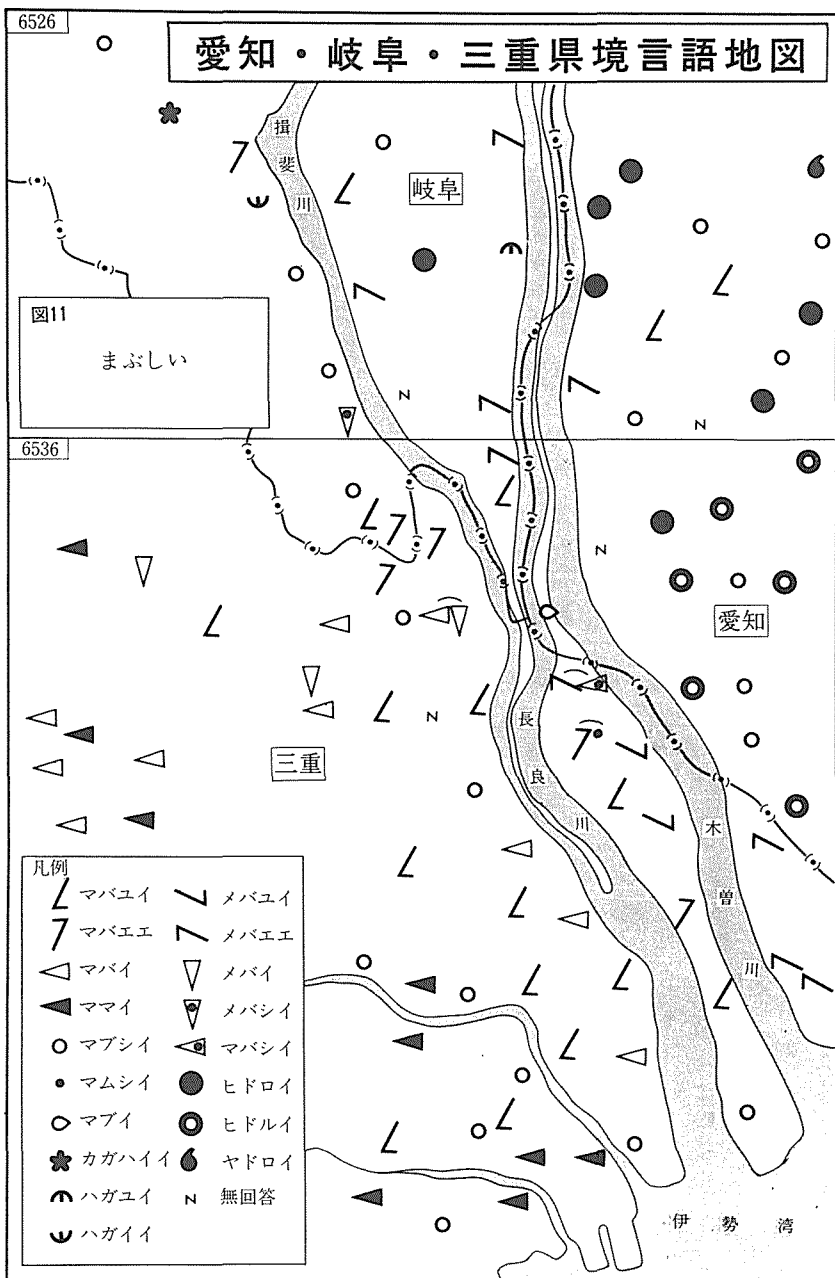 6526
愛知・岐阜・三重県境言語地図
揖斐川
岐阜
図11
まぶしい
6536
愛知
三重
長良川
木曽川
凡例
マバユイ メバユイ
マバエエ メバエエ
マバイ メバイ
ママイ メバシイ
マブシイ マバシイ
マムシイ ヒドロイ
マブイ ヒドルイ
カガハイイ ヤドロイ
ハガユイ N 無回答
ハガイイ
N
N
N
N
伊勢湾